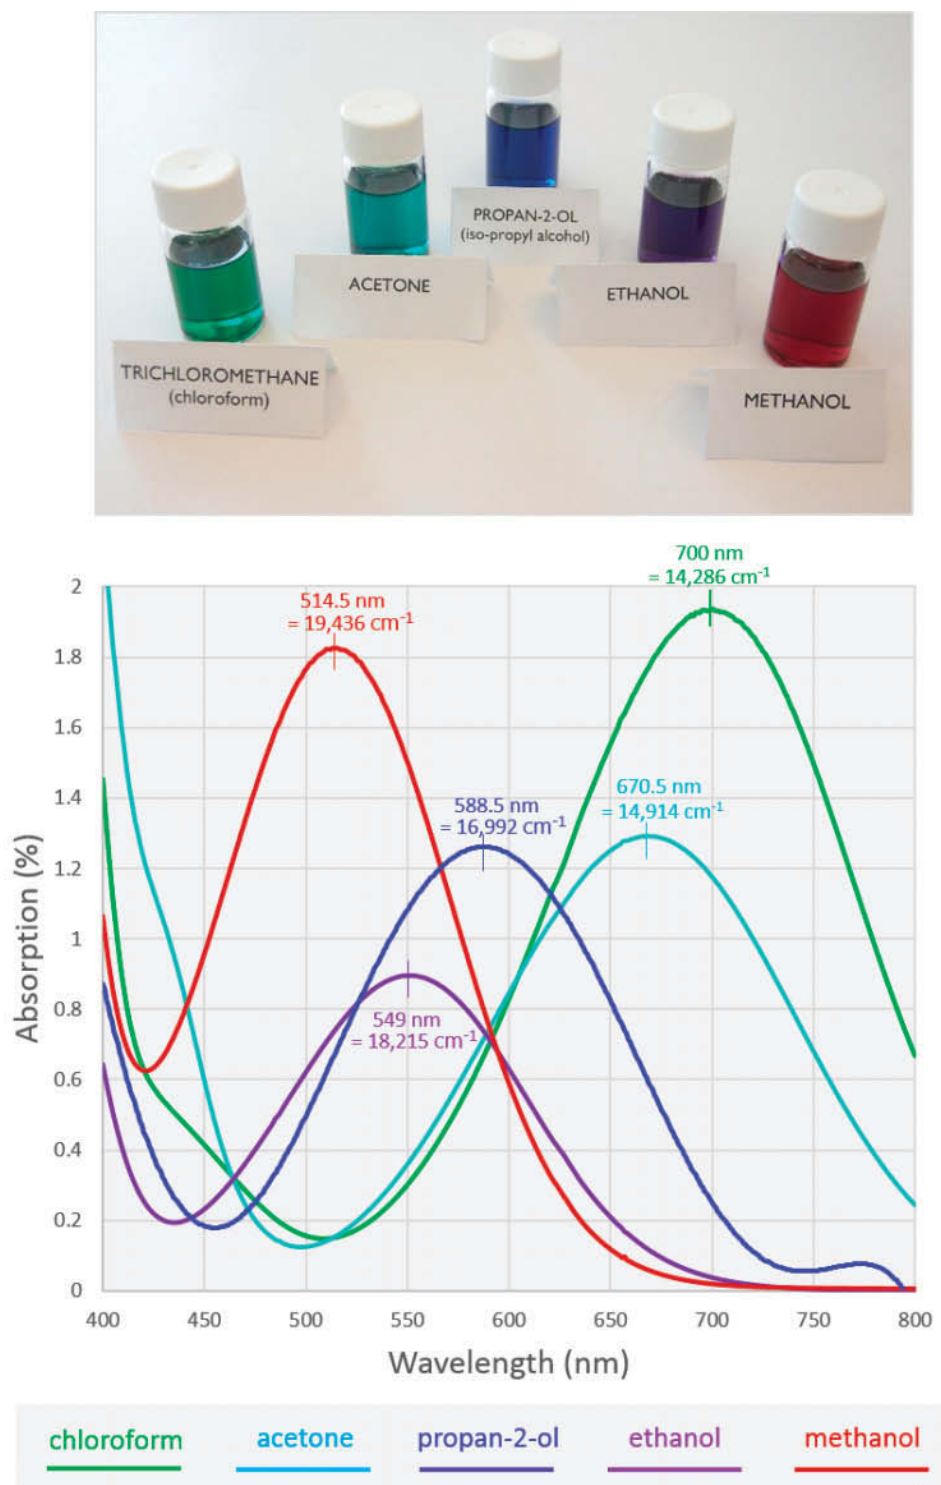 PROPAN-2-OL
(iso-propyl alcohol)
ACETONE
ETHANOL
TRICHLOROMETHANE
(chloroform)
METHANOL
700 nm
= 14,286 cm⁻¹
514.5 nm
= 19,436 cm⁻¹
670.5 nm
= 14,914 cm⁻¹
588.5 nm
= 16,992 cm⁻¹
549 nm
= 18,215 cm⁻¹
Absorption (%)
2
1.8
1.6
1.4
1.2
1
0.8
0.6
0.4
0.2
0
400 450 500 550 600 650 700 750 800
Wavelength (nm)
chloroform acetone propan-2-ol ethanol methanol